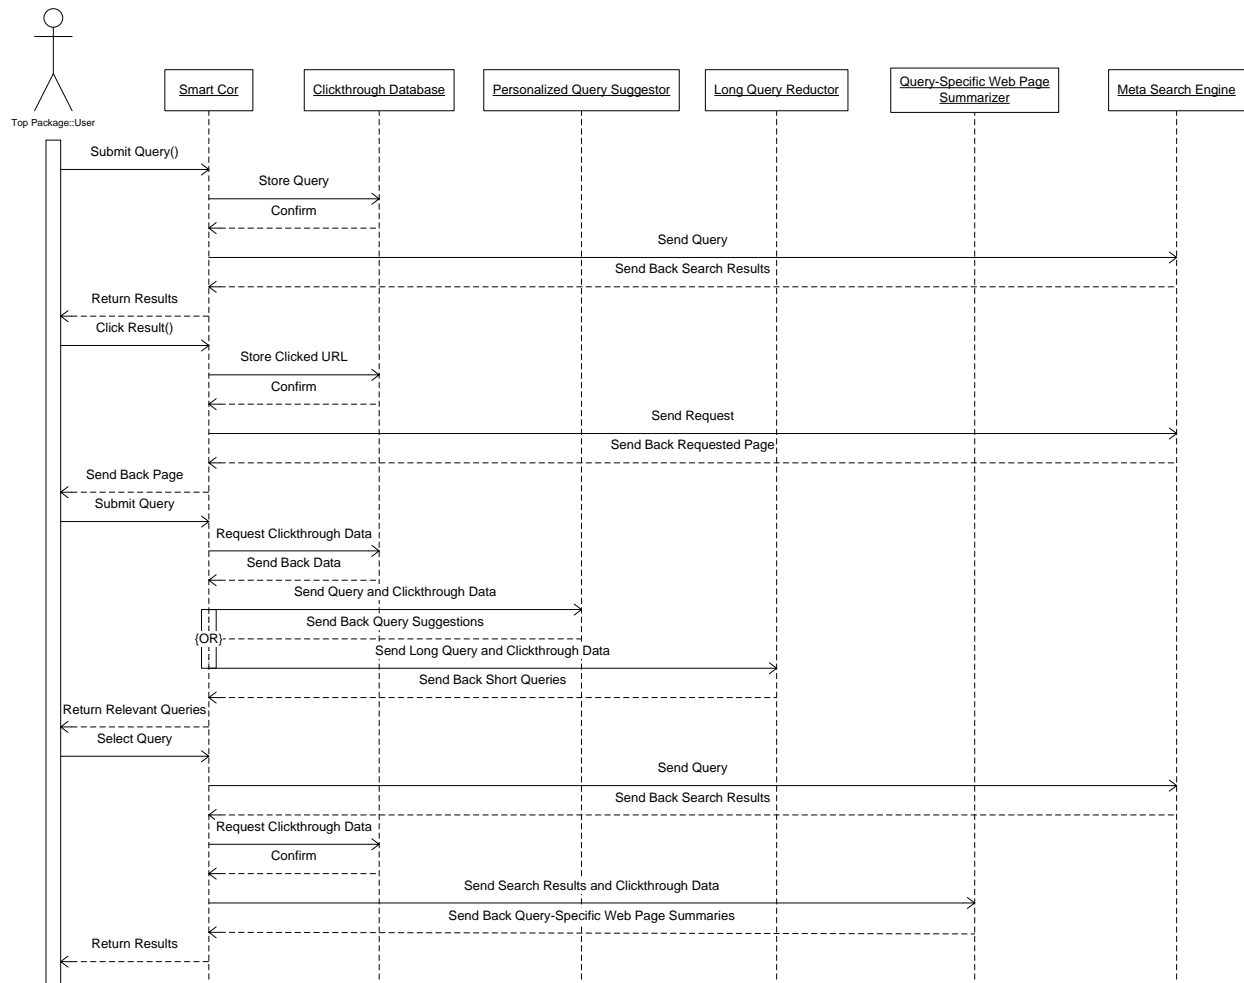 Smart Cor
Clickthrough Database
Personalized Query Suggestor
Long Query Reductor
Query-Specific Web Page
Summarizer
Meta Search Engine
Top Package::User
Submit Query()
Store Query
Confirm
Send Query
Send Back Search Results
Return Results
Click Result()
Store Clicked URL
Confirm
Send Request
Send Back Requested Page
Send Back Page
Submit Query
Request Clickthrough Data
Send Back Data
Send Query and Clickthrough Data
Send Back Query Suggestions
{OR}
Send Long Query and Clickthrough Data
Send Back Short Queries
Return Relevant Queries
Select Query
Send Query
Send Back Search Results
Request Clickthrough Data
Confirm
Send Search Results and Clickthrough Data
Send Back Query-Specific Web Page Summaries
Return Results